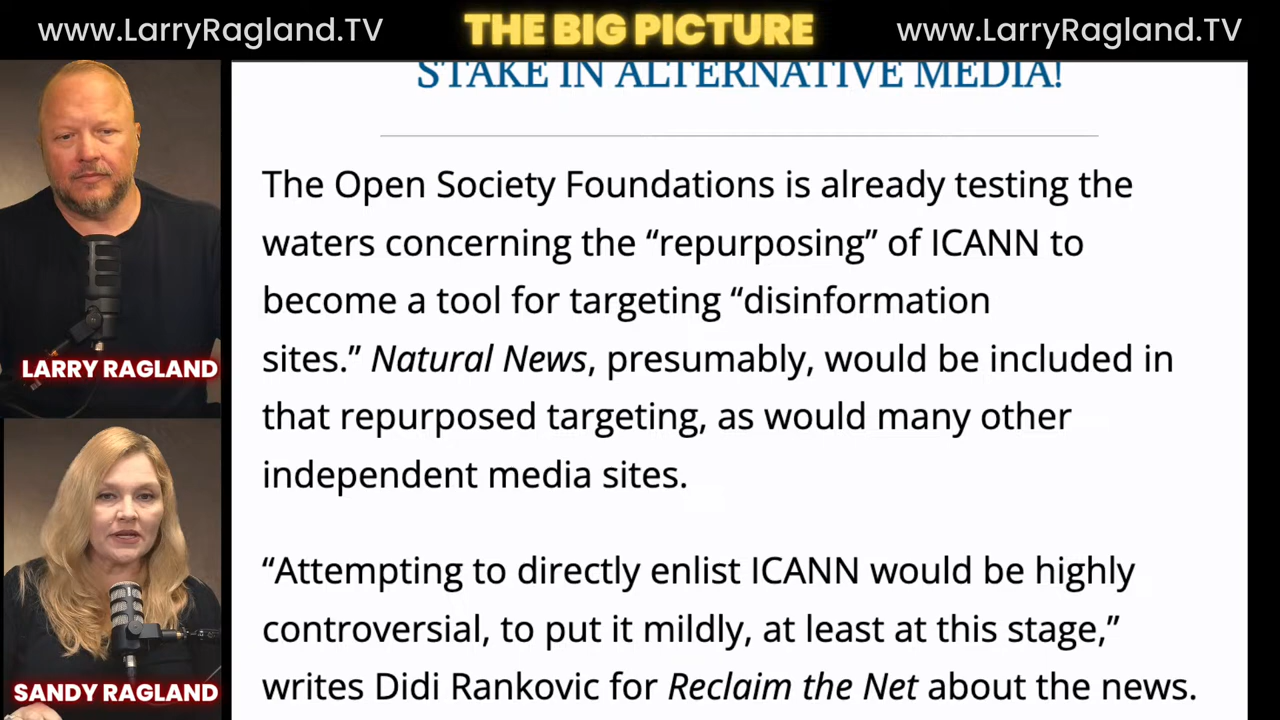 www.LarryRagland.TV
THE BIG PICTURE
www.LarryRagland.TV
STAKE IN ALTERNATIVE MEDIA!
The Open Society Foundations is already testing the
waters concerning the “repurposing” of ICANN to
become a tool for targeting “disinformation
sites.” Natural News, presumably, would be included in
that repurposed targeting, as would many other
independent media sites.
“Attempting to directly enlist ICANN would be highly
controversial, to put it mildly, at least at this stage,”
writes Didi Rankovic for Reclaim the Net about the news.
LARRY RAGLAND
SANDY RAGLAND